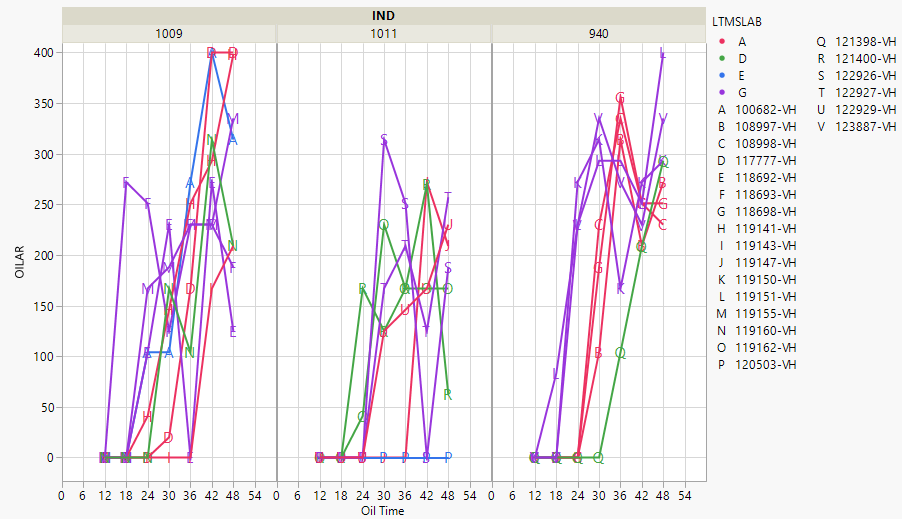 IND
1009 1011 940
400
350
300
250
200
150
100
50
0
OILAR
0 6 12 18 24 30 36 42 48 54 0 6 12 18 24 30 36 42 48 54 0 6 12 18 24 30 36 42 48 54
Oil Time
LTMSLAB
A
D
E
G
A 100682-VH
B 108997-VH
C 108998-VH
D 117777-VH
E 118692-VH
F 118693-VH
G 118698-VH
H 119141-VH
I 119143-VH
J 119147-VH
K 119150-VH
L 119151-VH
M 119155-VH
N 119160-VH
O 119162-VH
P 120503-VH
Q 121398-VH
R 121400-VH
S 122926-VH
T 122927-VH
U 122929-VH
V 123887-VH